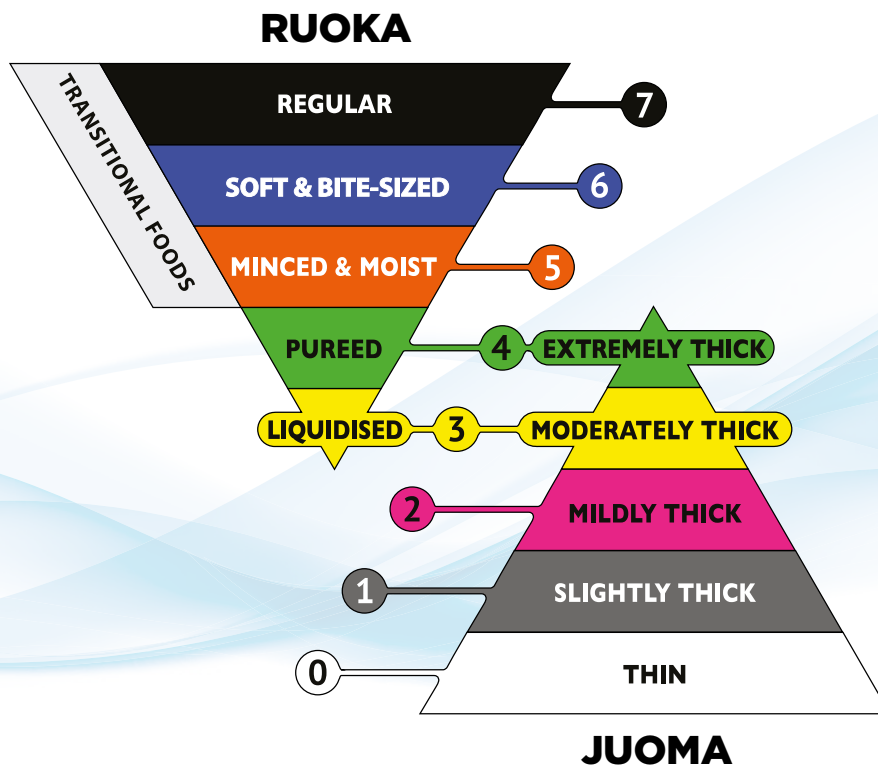 RUOKA
TRANSITIONAL FOODS
REGULAR
7
SOFT & BITE-SIZED
6
MINCED & MOIST
5
PUREED
4
EXTREMELY THICK
LIQUIDISED
3
MODERATELY THICK
2
MILDLY THICK
1
SLIGHTLY THICK
0
THIN
JUOMA